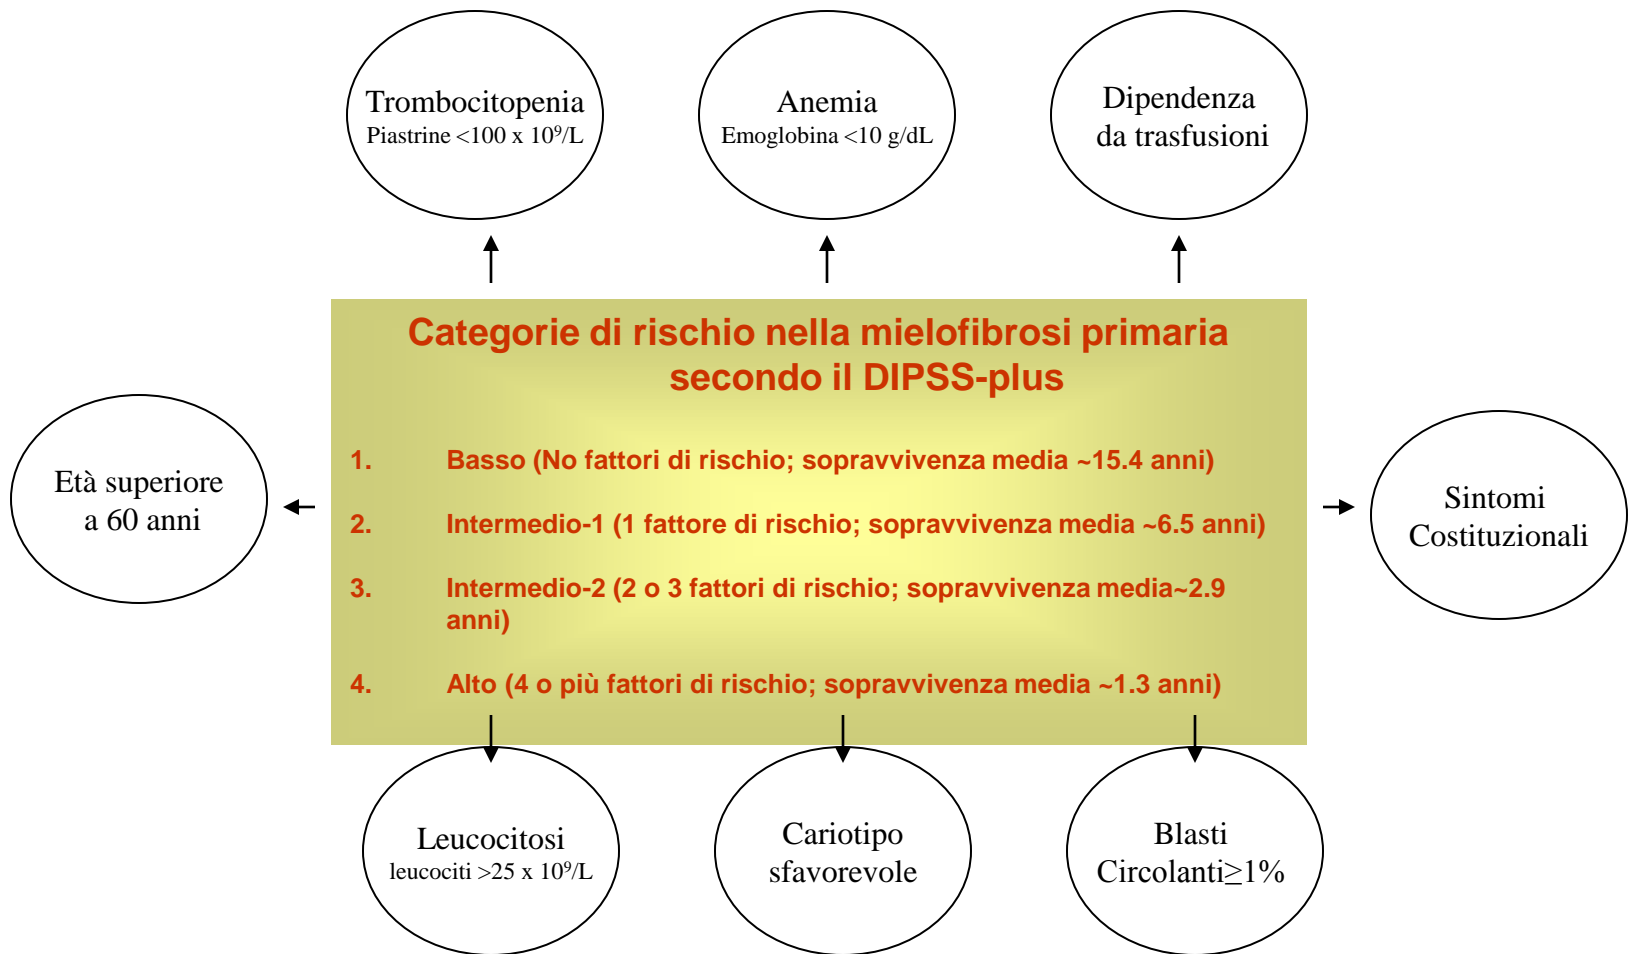 Trombocitopenia
Piastrine <100 x 10⁹/L
Anemia
Emoglobina <10 g/dL
Dipendenza
da trasfusioni
Categorie di rischio nella mielofibrosi primaria
secondo il DIPSS-plus
Età superiore
a 60 anni
1. Basso (No fattori di rischio; sopravvivenza media ~15.4 anni)
2. Intermedio-1 (1 fattore di rischio; sopravvivenza media ~6.5 anni)
3. Intermedio-2 (2 o 3 fattori di rischio; sopravvivenza media~2.9
anni)
4. Alto (4 o più fattori di rischio; sopravvivenza media ~1.3 anni)
Sintomi
Costituzionali
Leucocitosi
leucociti >25 x 10⁹/L
Cariotipo
sfavorevole
Blasti
Circolanti≥1%